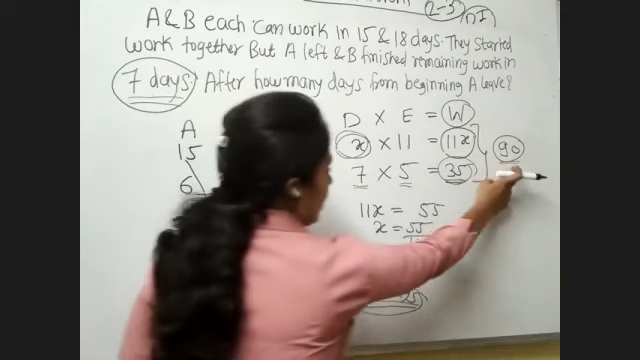 2-3 DI
A&B each can work in 15 & 18 days. They started
work together But A left & B finished remaining work in
7 days. After how many days from beginning A leave?
D × E = W
A
x × 11 = 11x
90
15
7 × 5 = 35
6
11x = 55
x = 55